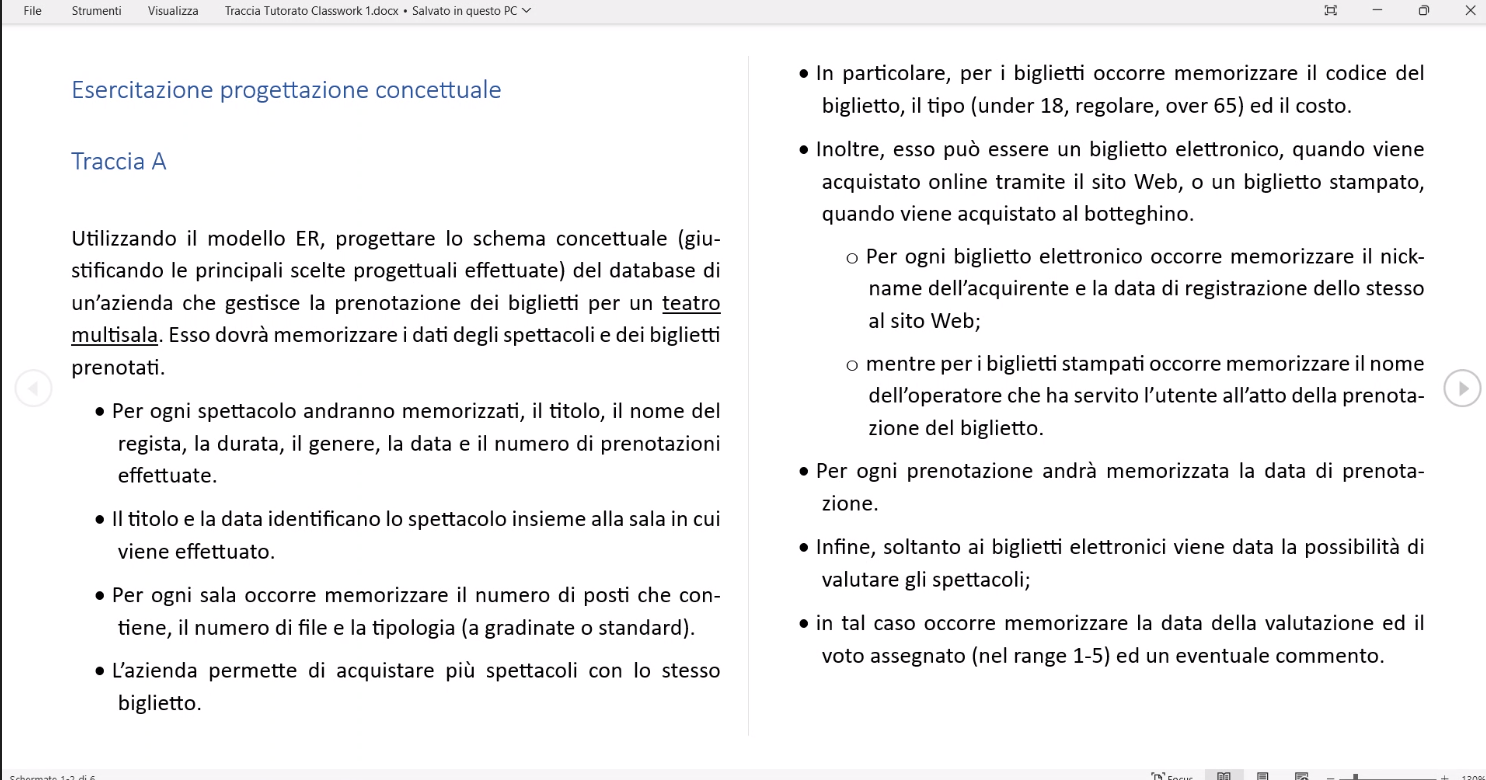 File Strumenti Visualizza Traccia Tutorato Classwork 1.docx • Salvato in questo PC
Esercitazione progettazione concettuale
Traccia A
Utilizzando il modello ER, progettare lo schema concettuale (giu-
stificando le principali scelte progettuali effettuate) del database di
un'azienda che gestisce la prenotazione dei biglietti per un teatro
multisala. Esso dovrà memorizzare i dati degli spettacoli e dei biglietti
prenotati.
• Per ogni spettacolo andranno memorizzati, il titolo, il nome del
regista, la durata, il genere, la data e il numero di prenotazioni
effettuate.
• Il titolo e la data identificano lo spettacolo insieme alla sala in cui
viene effettuato.
• Per ogni sala occorre memorizzare il numero di posti che con-
tiene, il numero di file e la tipologia (a gradinate o standard).
• L'azienda permette di acquistare più spettacoli con lo stesso
biglietto.
• In particolare, per i biglietti occorre memorizzare il codice del
biglietto, il tipo (under 18, regolare, over 65) ed il costo.
• Inoltre, esso può essere un biglietto elettronico, quando viene
acquistato online tramite il sito Web, o un biglietto stampato,
quando viene acquistato al botteghino.
○ Per ogni biglietto elettronico occorre memorizzare il nick-
name dell'acquirente e la data di registrazione dello stesso
al sito Web;
○ mentre per i biglietti stampati occorre memorizzare il nome
dell'operatore che ha servito l'utente all'atto della prenota-
zione del biglietto.
• Per ogni prenotazione andrà memorizzata la data di prenota-
zione.
• Infine, soltanto ai biglietti elettronici viene data la possibilità di
valutare gli spettacoli;
• in tal caso occorre memorizzare la data della valutazione ed il
voto assegnato (nel range 1-5) ed un eventuale commento.
Schermate 1-2 di 6
Focus
130%